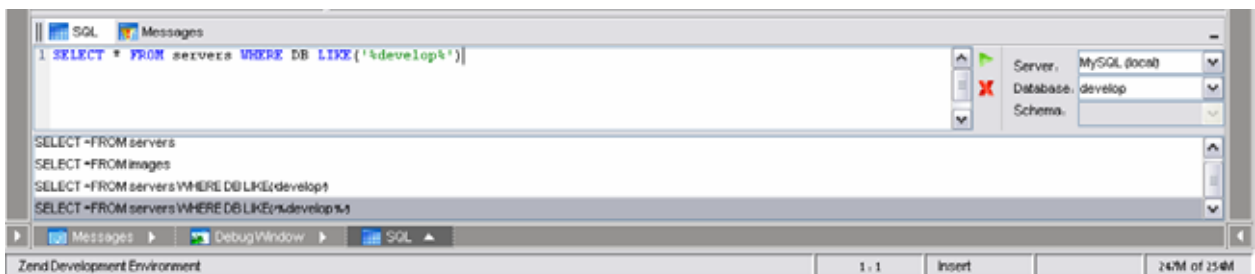 SQL Messages
1 SELECT * FROM servers WHERE DB LIKE('%develop%')
Server: MySQL (local)
Database: develop
Schema:
SELECT * FROM servers
SELECT * FROM images
SELECT * FROM servers WHERE DB LIKE('develop')
SELECT * FROM servers WHERE DB LIKE('%develop%')
Messages Debug Window SQL
Zend Development Environment 1 : 1 Insert 247M of 254M